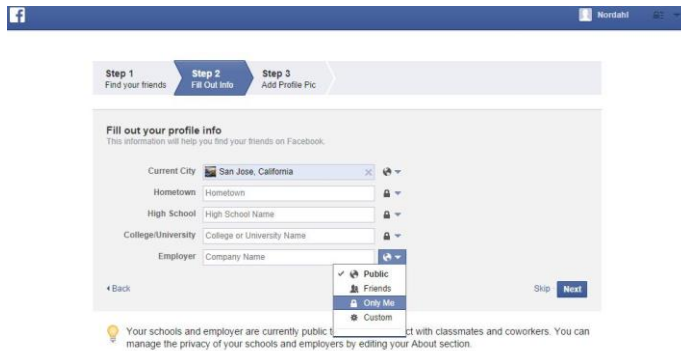 f
Nordahl
Step 1
Find your friends
Step 2
Fill Out Info
Step 3
Add Profile Pic
Fill out your profile info
This information will help you find your friends on Facebook.
Current City San Jose, California
Hometown Hometown
High School High School Name
College/University College or University Name
Employer Company Name
Public
Friends
Only Me
Custom
Back Skip Next
Your schools and employer are currently public t ct with classmates and coworkers. You can
manage the privacy of your schools and employers by editing your About section.